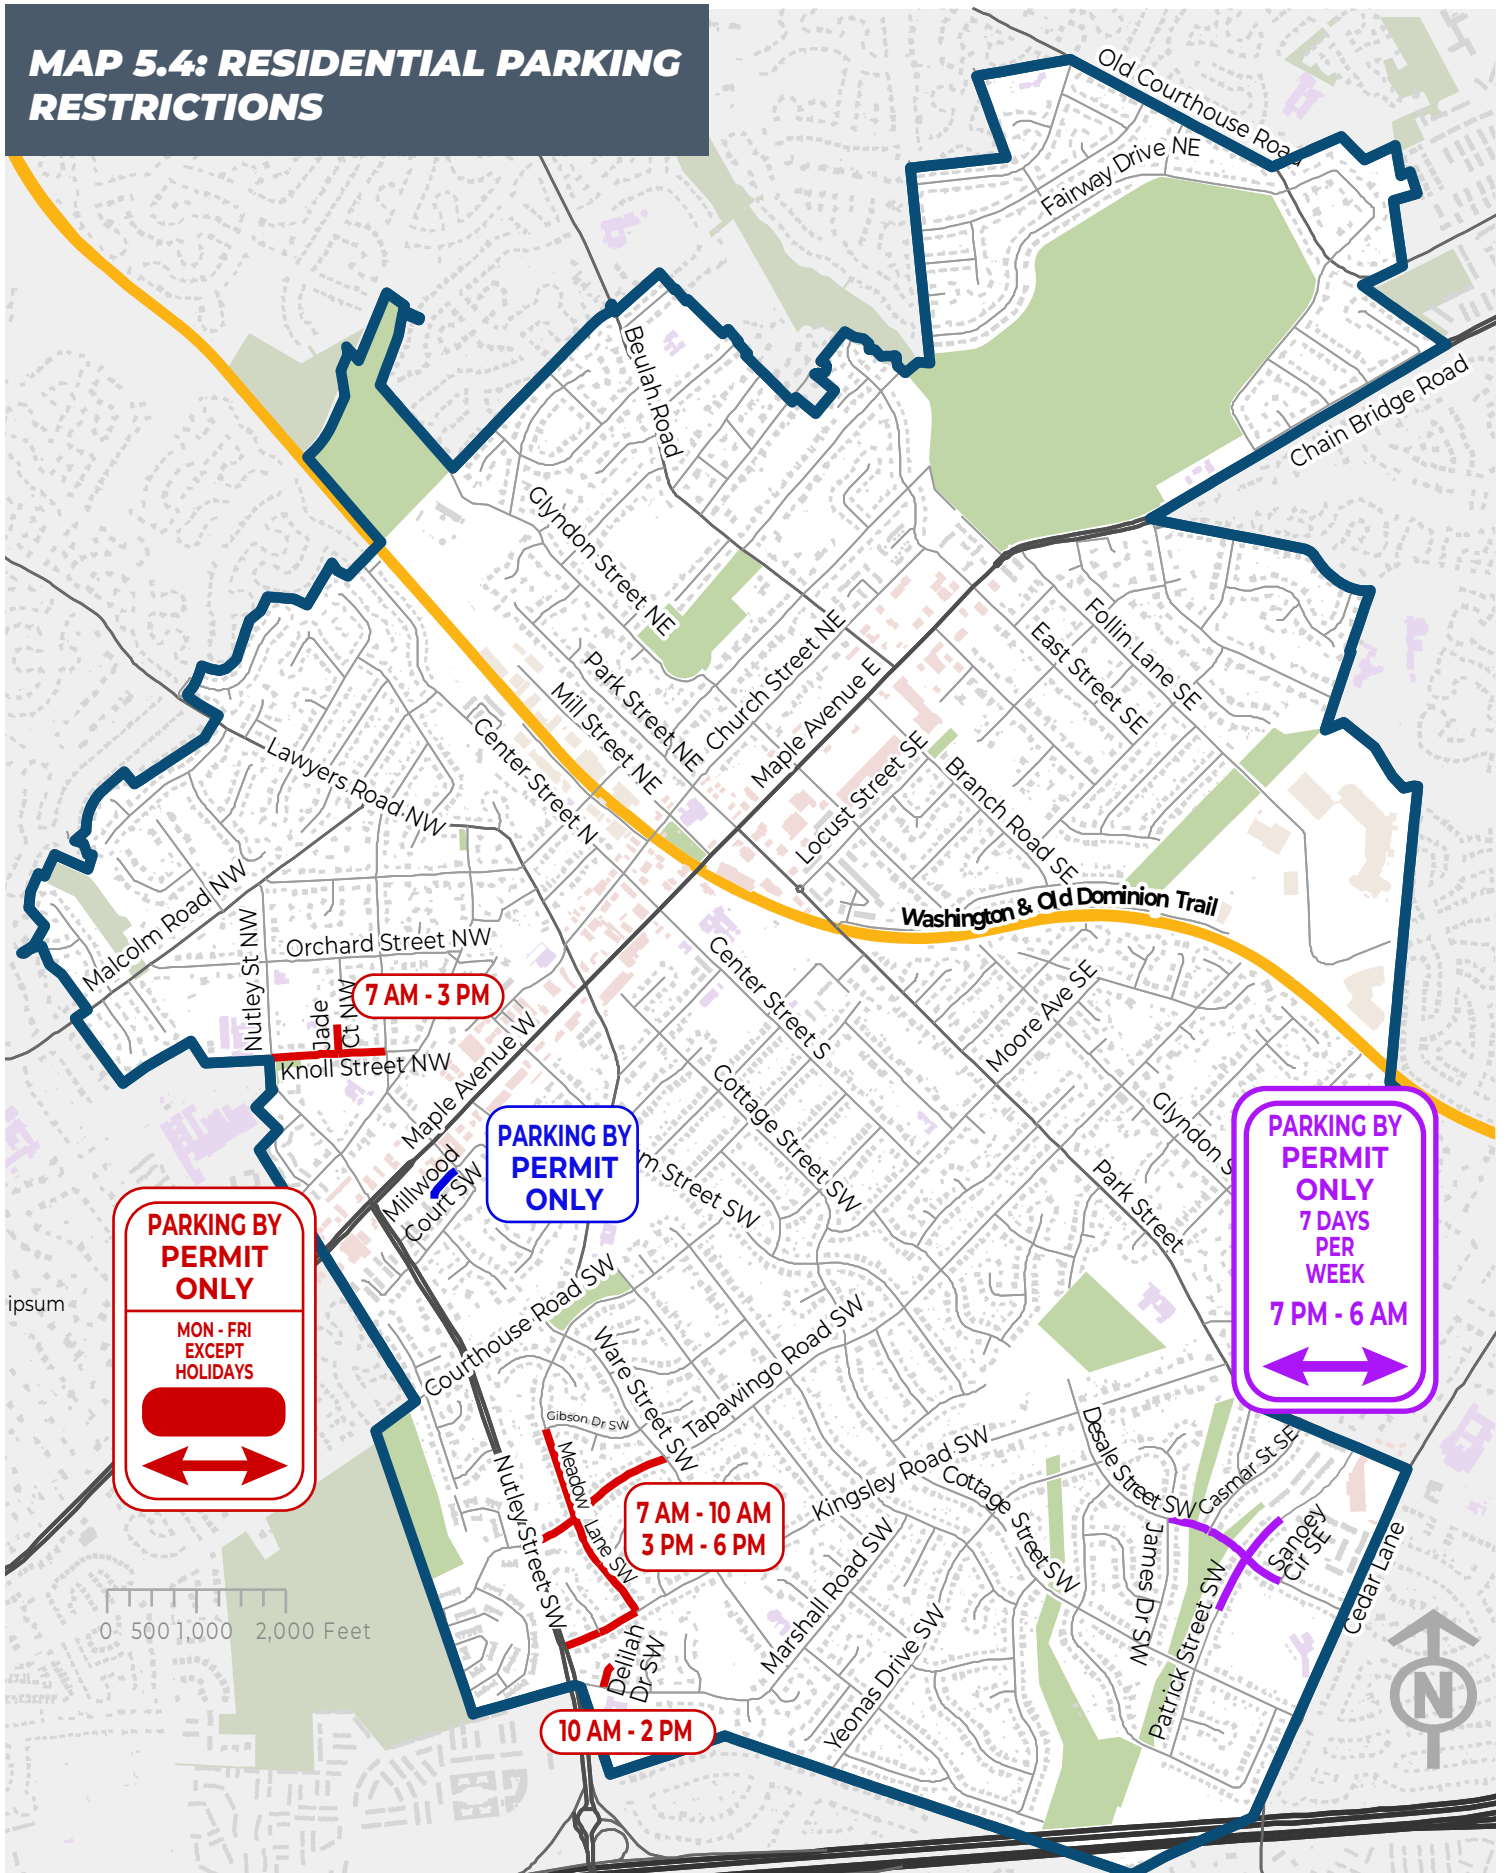 MAP 5.4: RESIDENTIAL PARKING
RESTRICTIONS
Old Courthouse Road
Fairway Drive NE
Chain Bridge Road
Beulah Road
Glyndon Street NE
Park Street NE
Mill Street NE
Church Street NE
Maple Avenue E
Follin Lane SE
East Street SE
Center Street N
Lawyers Road NW
Locust Street SE
Branch Road SE
Malcolm Road NW
Washington & Old Dominion Trail
Nutley St NW
Orchard Street NW
7 AM - 3 PM
Jade
Ct NW
Knoll Street NW
Center Street S
Moore Ave SE
Maple Avenue W
Cottage Street SW
Glyndon S
Millwood
Court SW
PARKING BY
PERMIT
ONLY
m Street SW
Park Street
PARKING BY
PERMIT
ONLY
7 DAYS
PER
WEEK
7 PM - 6 AM
PARKING BY
PERMIT
ONLY
MON - FRI
EXCEPT
HOLIDAYS
ipsum
Courthouse Road SW
Ware Street SW
Tapawingo Road SW
Gibson Dr SW
Meadow
Lane SW
Nutley Street SW
7 AM - 10 AM
3 PM - 6 PM
Kingsley Road SW
Cottage Street SW
Desale Street SW
Casmar St SE
Sanoey
Cir SE
James Dr SW
Patrick Street SW
Cedar Lane
Marshall Road SW
Yeonas Drive SW
Delilah
Dr SW
10 AM - 2 PM
0 500 1,000 2,000 Feet
N